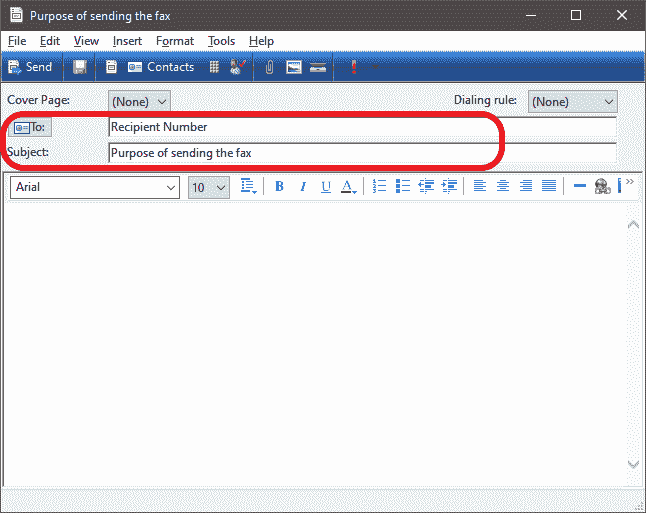 Purpose of sending the fax
File Edit View Insert Format Tools Help
Send Contacts
Cover Page: (None) Dialing rule: (None)
To: Recipient Number
Subject: Purpose of sending the fax
Arial 10 B I U A